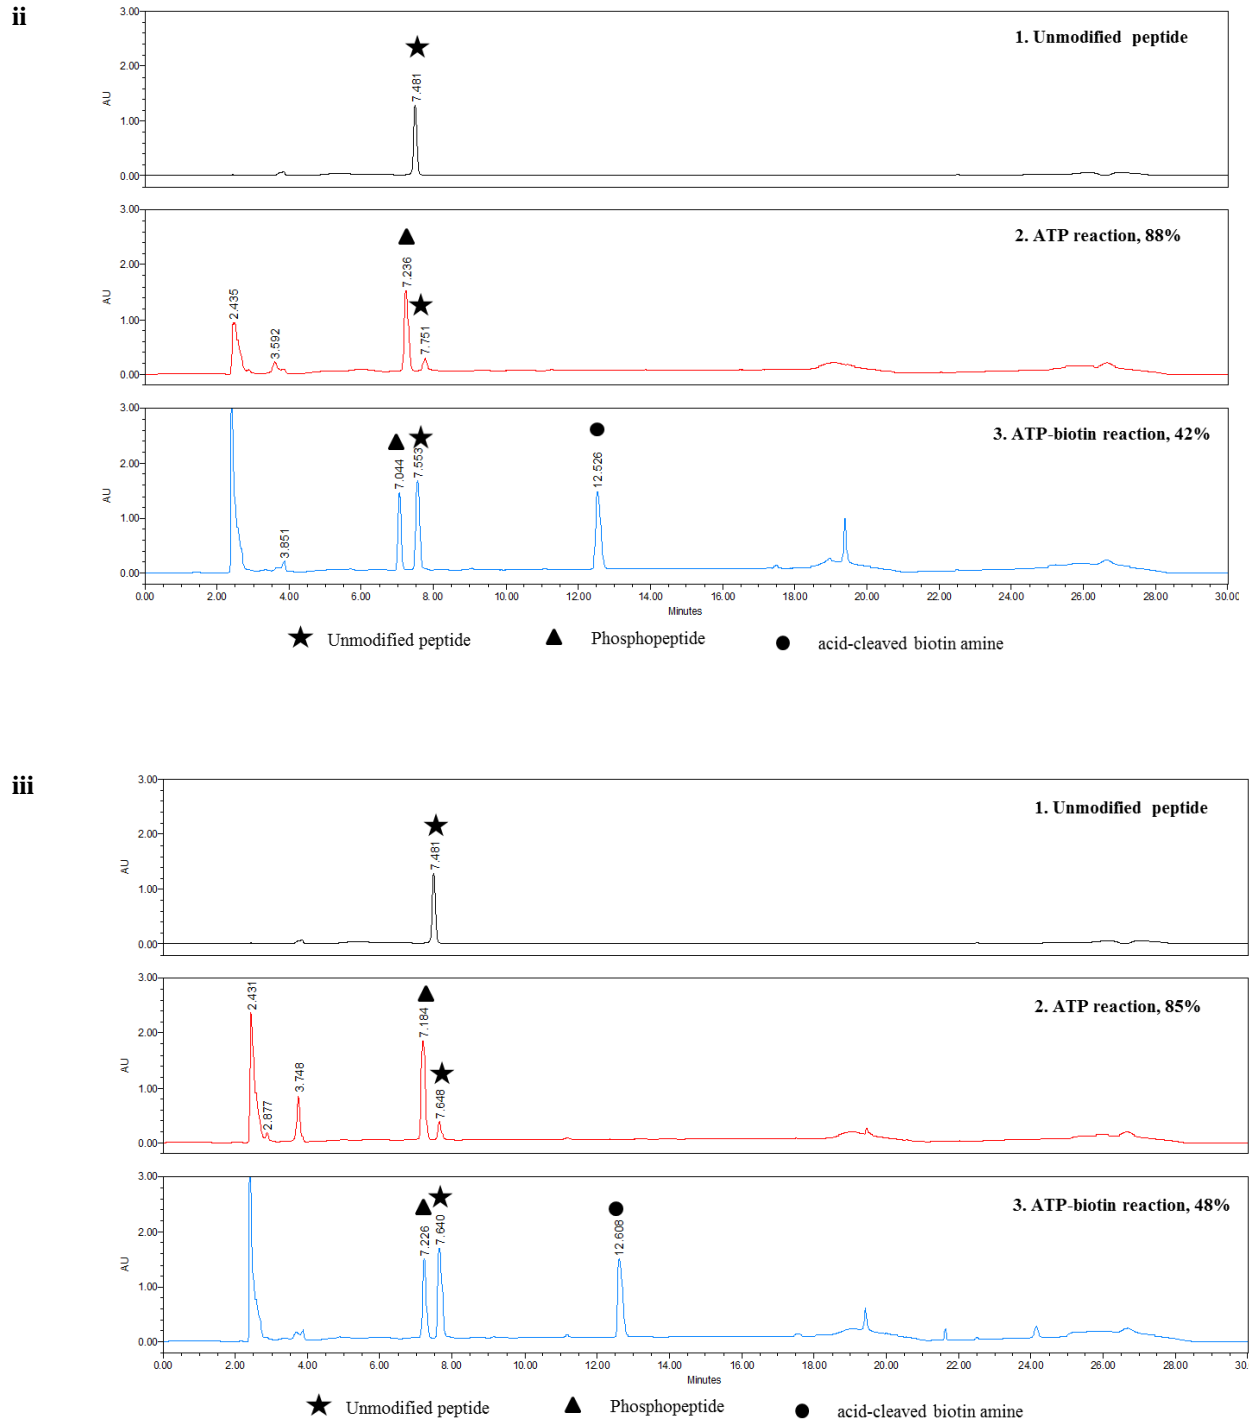 ii
3.00
2.00
1.00
0.00
AU
7.481
1. Unmodified peptide
3.00
2.00
1.00
0.00
AU
2.435
3.592
7.236
7.751
2. ATP reaction, 88%
3.00
2.00
1.00
0.00
AU
3.851
7.044
7.553
12.526
3. ATP-biotin reaction, 42%
0.00 2.00 4.00 6.00 8.00 10.00 12.00 14.00 16.00 18.00 20.00 22.00 24.00 26.00 28.00 30.00
Minutes
Unmodified peptide Phosphopeptide acid-cleaved biotin amine
iii
3.00
2.00
1.00
0.00
AU
7.481
1. Unmodified peptide
3.00
2.00
1.00
0.00
AU
2.431
2.877
3.748
7.184
7.648
2. ATP reaction, 85%
3.00
2.00
1.00
0.00
AU
7.226
7.640
12.608
3. ATP-biotin reaction, 48%
0.00 2.00 4.00 6.00 8.00 10.00 12.00 14.00 16.00 18.00 20.00 22.00 24.00 26.00 28.00 30.0
Minutes
Unmodified peptide Phosphopeptide acid-cleaved biotin amine